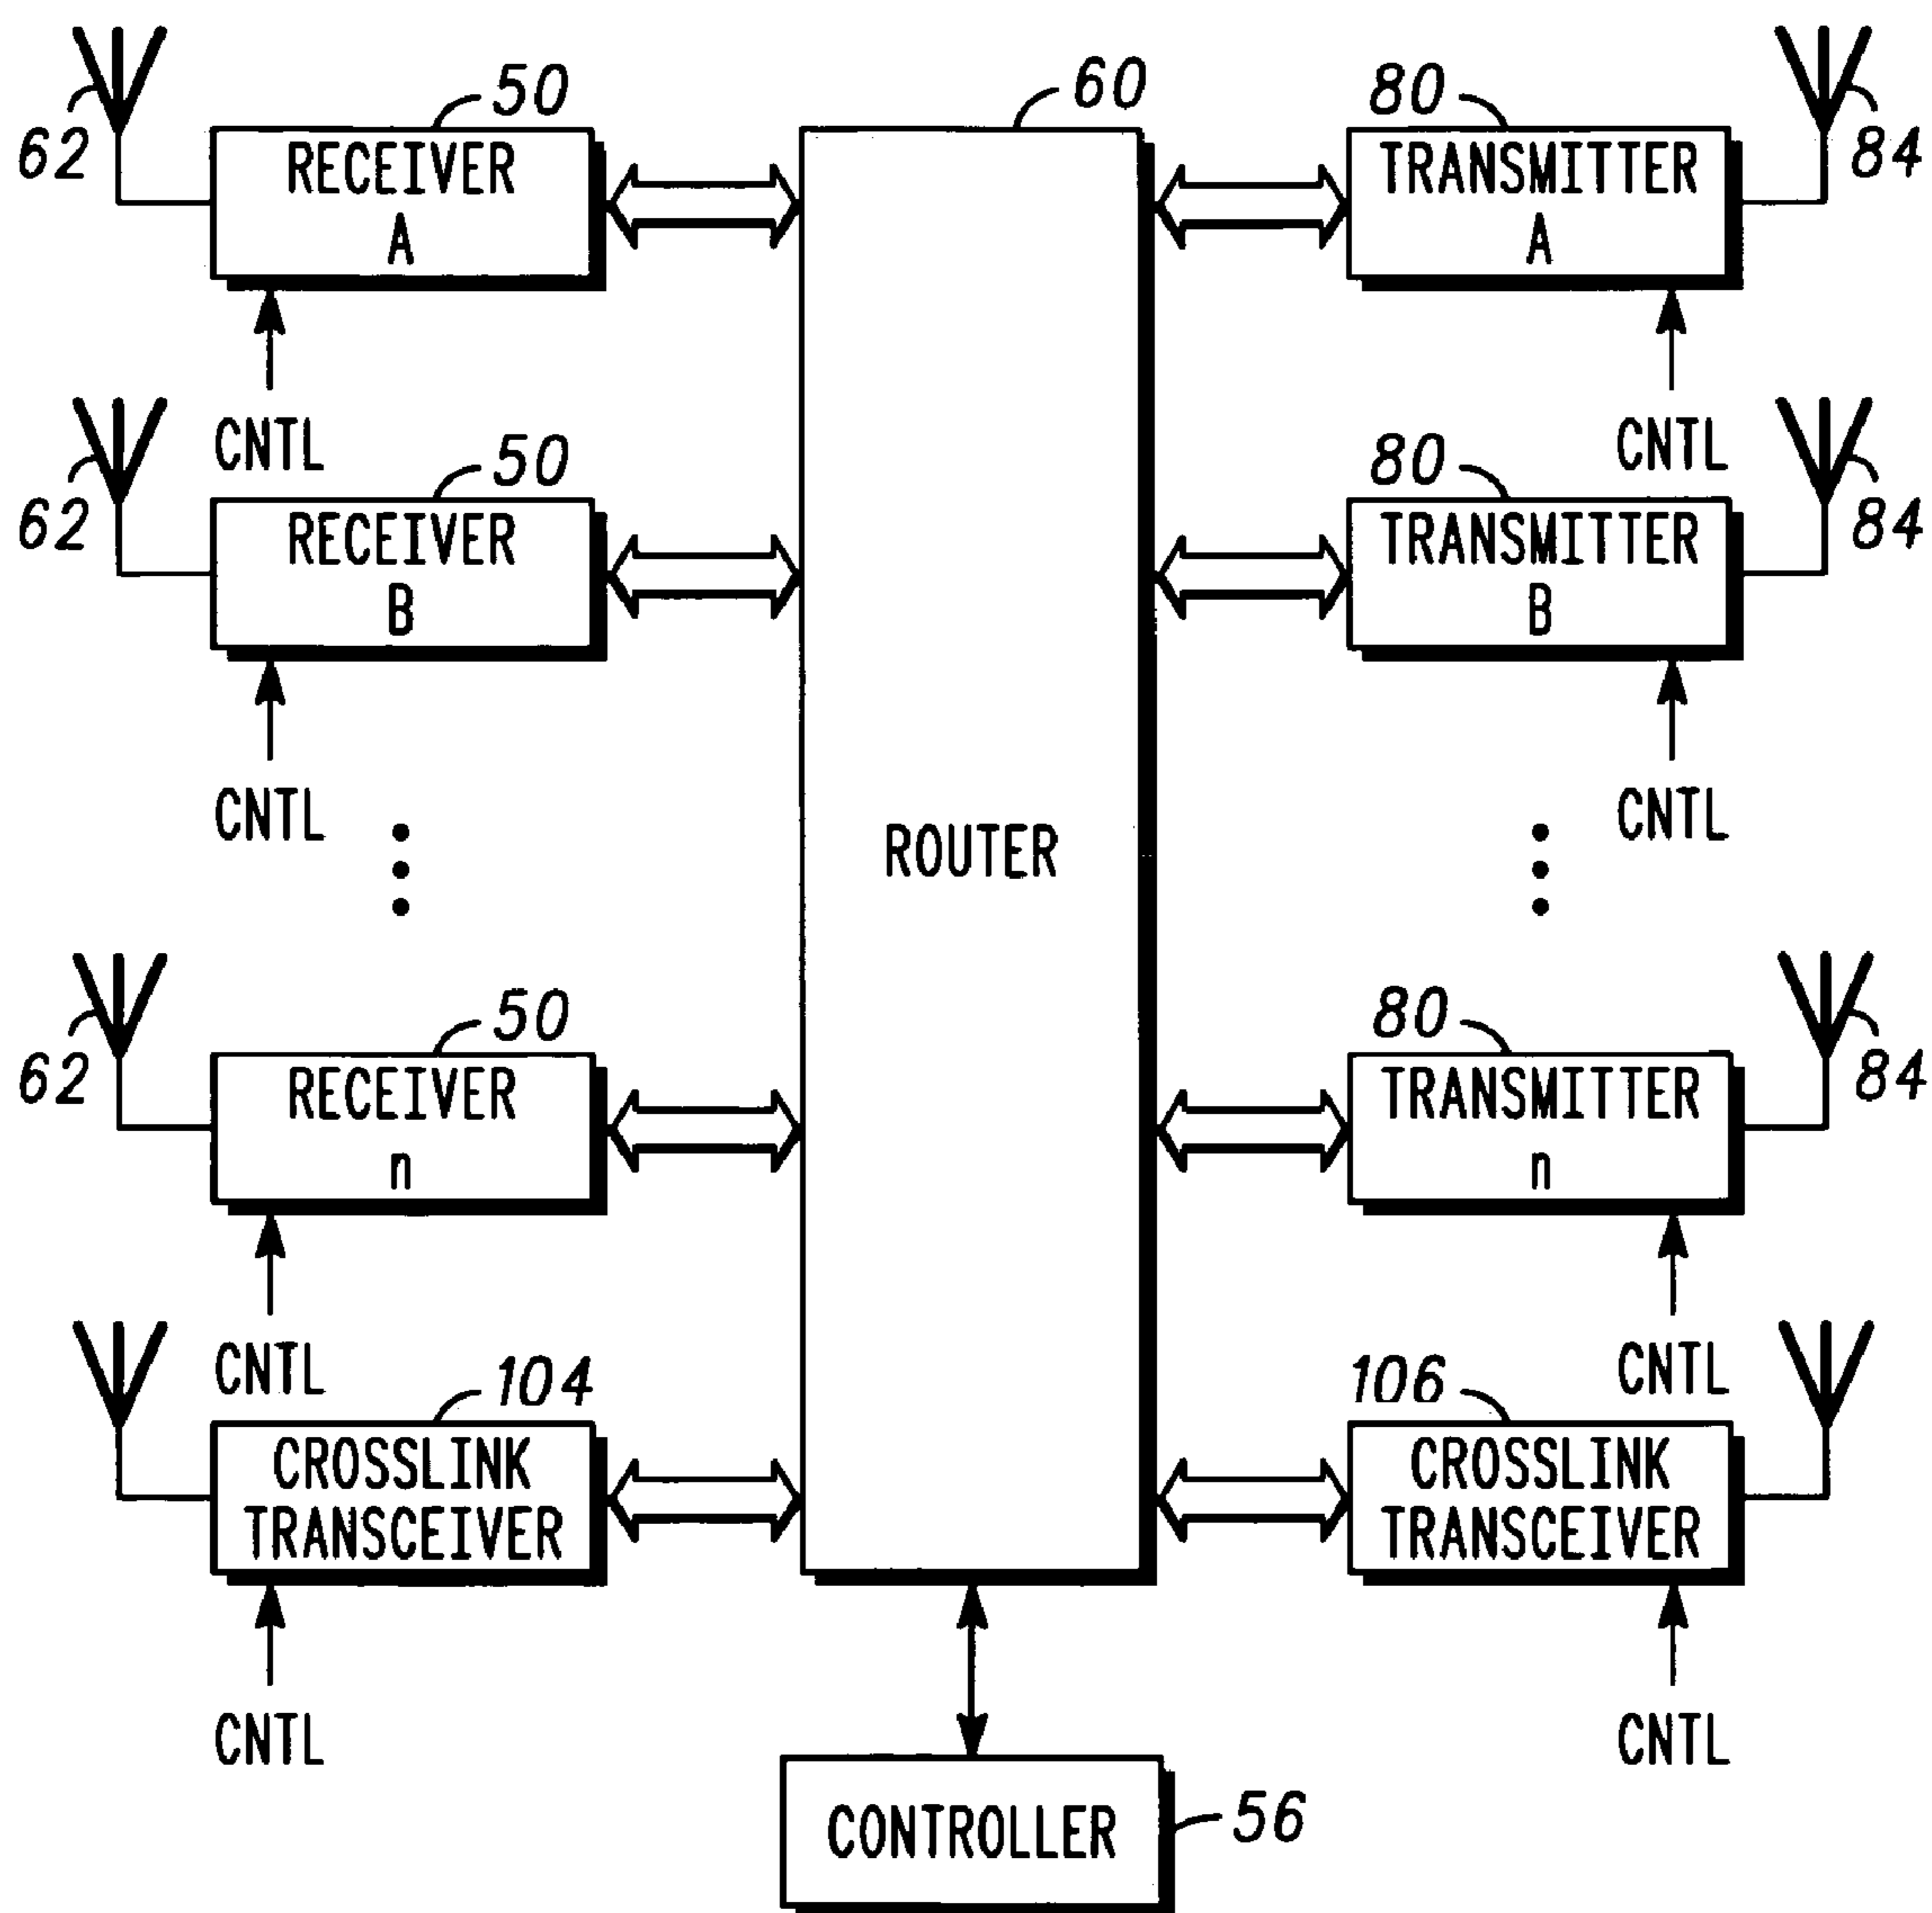 50
60
80
62
RECEIVER
A
TRANSMITTER
A
84
CNTL
CNTL
50
80
62
RECEIVER
B
TRANSMITTER
B
84
CNTL
ROUTER
CNTL
50
80
62
RECEIVER
n
TRANSMITTER
n
84
CNTL
CNTL
104
106
CROSSLINK
TRANSCEIVER
CROSSLINK
TRANSCEIVER
CNTL
CNTL
CONTROLLER
56